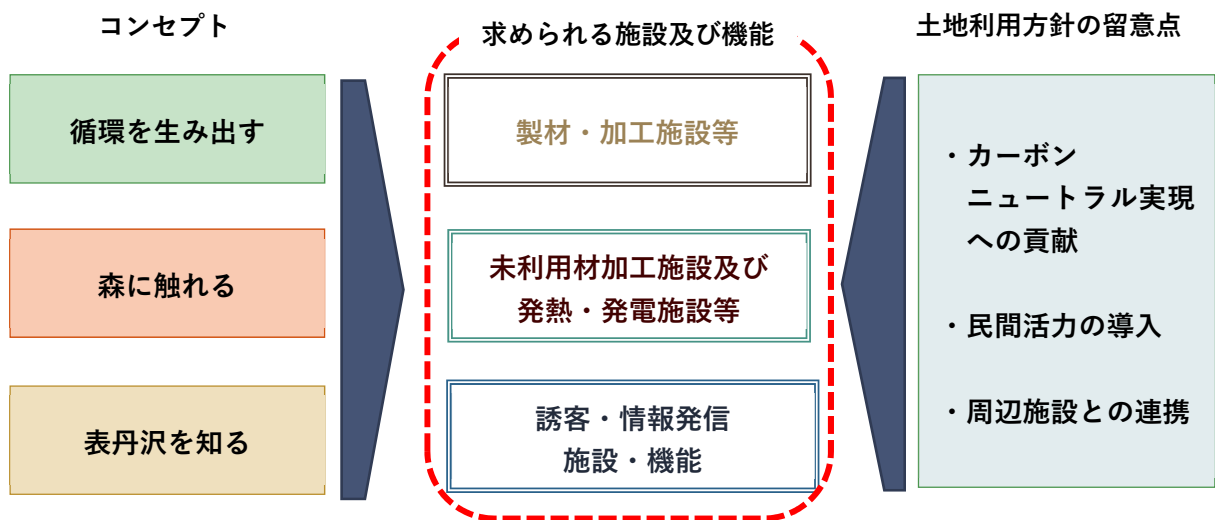 コンセプト
循環を生み出す
森に触れる
表丹沢を知る
求められる施設及び機能
製材・加工施設等
未利用材加工施設及び
発熱・発電施設等
誘客・情報発信
施設・機能
土地利用方針の留意点
・カーボン
ニュートラル実現
への貢献
・民間活力の導入
・周辺施設との連携